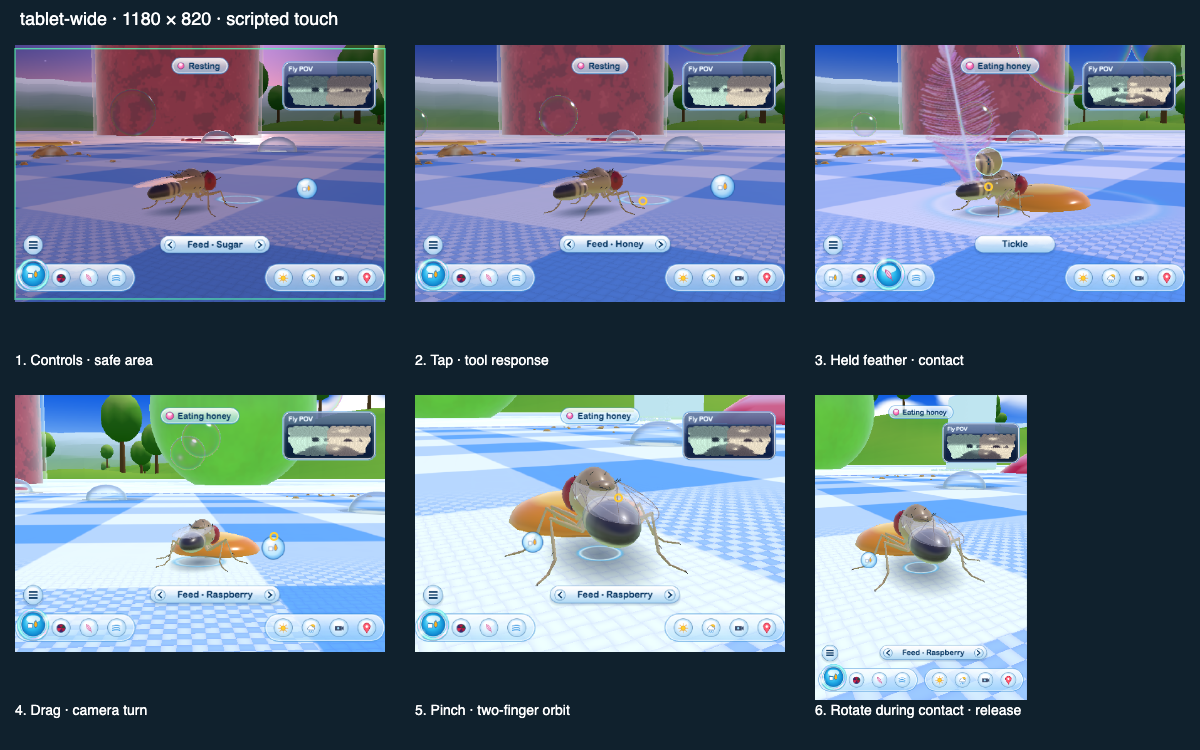 tablet-wide · 1180 × 820 · scripted touch
Resting
Fly POV
Feed · Sugar
1. Controls · safe area
Resting
Fly POV
Feed · Honey
2. Tap · tool response
Eating honey
Fly POV
Tickle
3. Held feather · contact
Eating honey
Fly POV
Feed · Raspberry
4. Drag · camera turn
Eating honey
Fly POV
Feed · Raspberry
5. Pinch · two-finger orbit
Eating honey
Fly POV
Feed · Raspberry
6. Rotate during contact · release